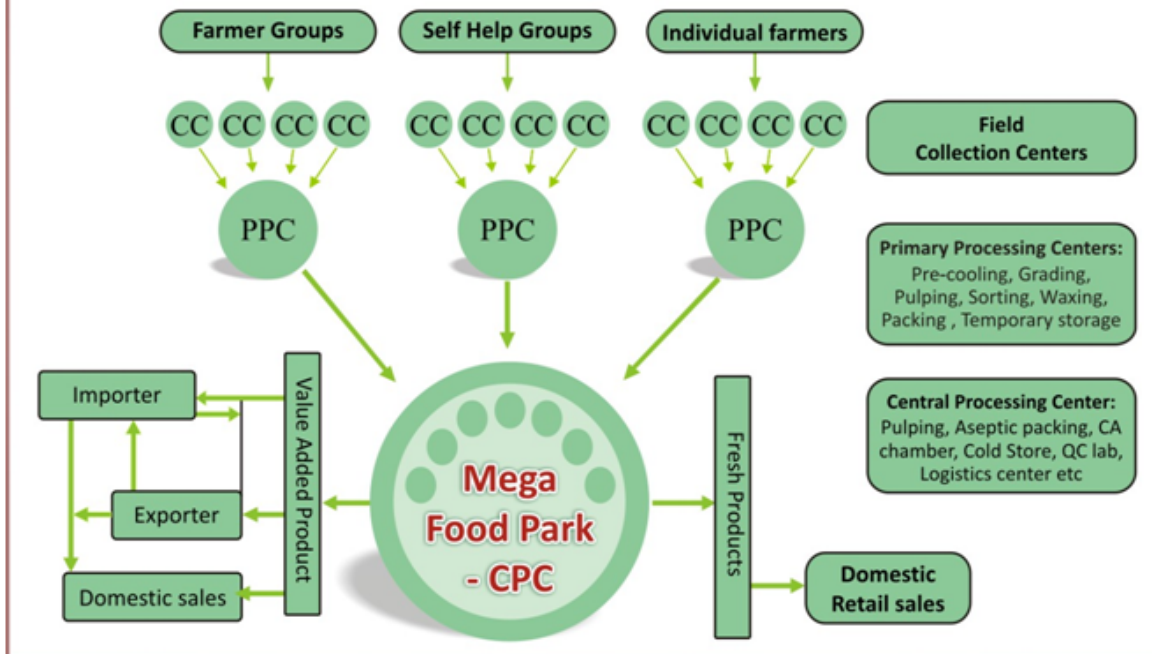 Farmer Groups
Self Help Groups
Individual farmers
CC CC CC CC
CC CC CC CC
CC CC CC CC
Field
Collection Centers
PPC
PPC
PPC
Primary Processing Centers:
Pre-cooling, Grading,
Pulping, Sorting, Waxing,
Packing , Temporary storage
Importer
Exporter
Domestic sales
Value Added Product
Mega
Food Park
- CPC
Fresh Products
Central Processing Center:
Pulping, Aseptic packing, CA
chamber, Cold Store, QC lab,
Logistics center etc
Domestic
Retail sales